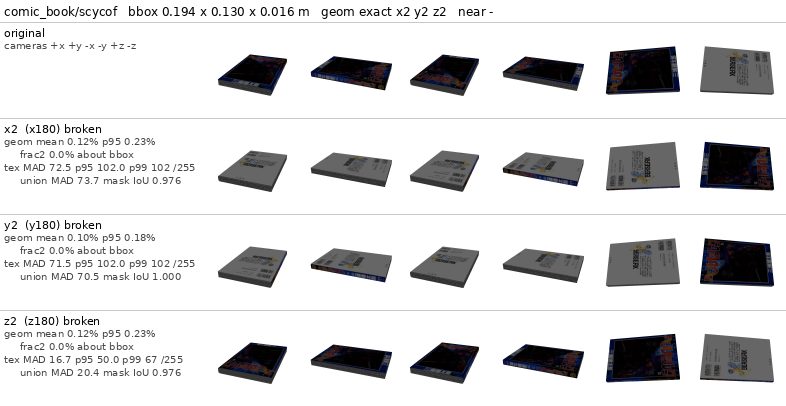 comic_book/scycof   bbox 0.194 x 0.130 x 0.016 m   geom exact x2 y2 z2   near -
original
cameras +x +y -x -y +z -z
x2  (x180) broken
geom mean 0.12% p95 0.23%
frac2 0.0% about bbox
tex MAD 72.5 p95 102.0 p99 102 /255
union MAD 73.7 mask IoU 0.976
y2  (y180) broken
geom mean 0.10% p95 0.18%
frac2 0.0% about bbox
tex MAD 71.5 p95 102.0 p99 102 /255
union MAD 70.5 mask IoU 1.000
z2  (z180) broken
geom mean 0.12% p95 0.23%
frac2 0.0% about bbox
tex MAD 16.7 p95 50.0 p99 67 /255
union MAD 20.4 mask IoU 0.976